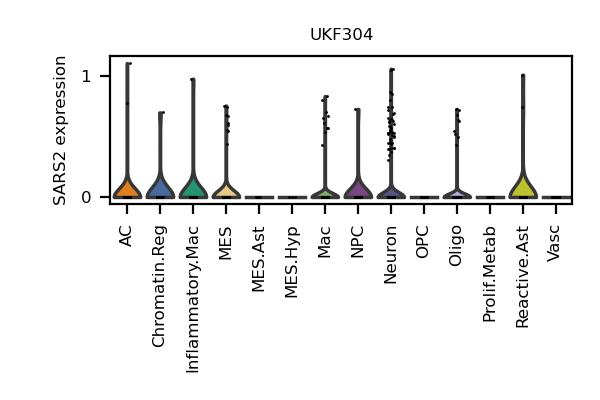 UKF304
SARS2 expression
1
0
AC
Chromatin.Reg
Inflammatory.Mac
MES
MES.Ast
MES.Hyp
Mac
NPC
Neuron
OPC
Oligo
Prolif.Metab
Reactive.Ast
Vasc